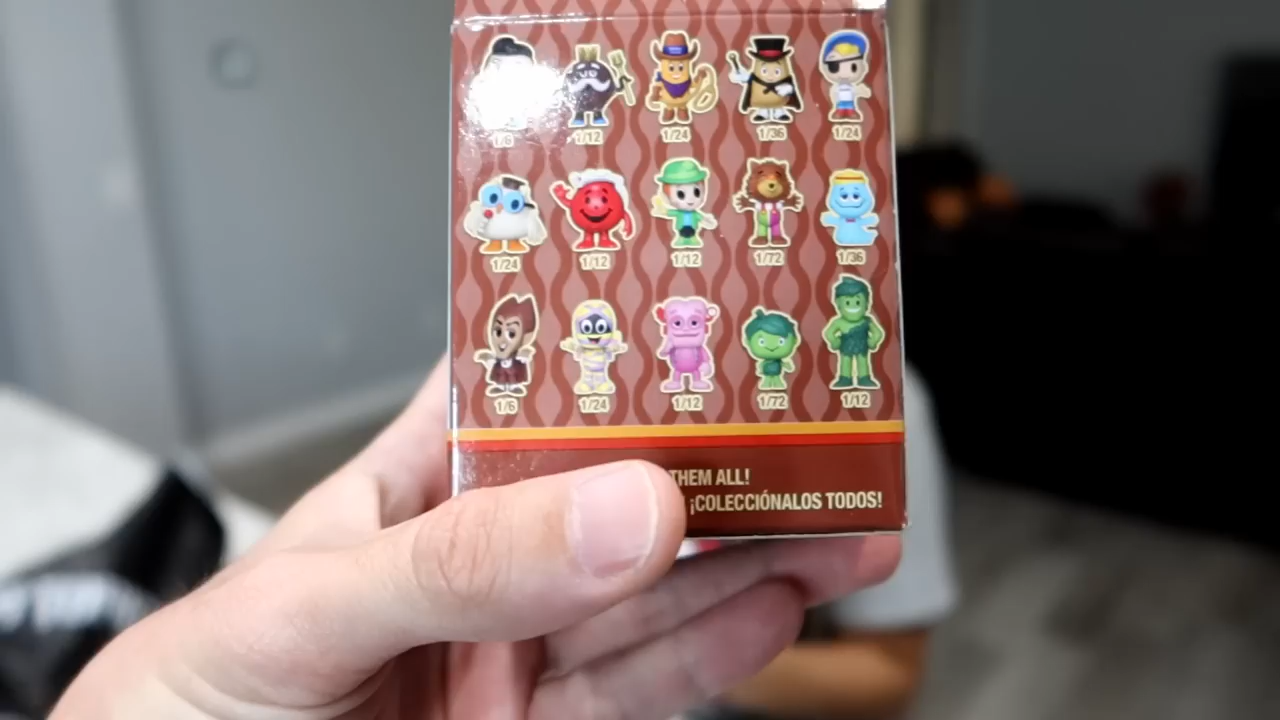 1/6 1/12 1/24 1/36 1/24
1/24 1/12 1/12 1/72 1/36
1/6 1/24 1/12 1/72 1/12
THEM ALL!
¡COLECCIÓNALOS TODOS!